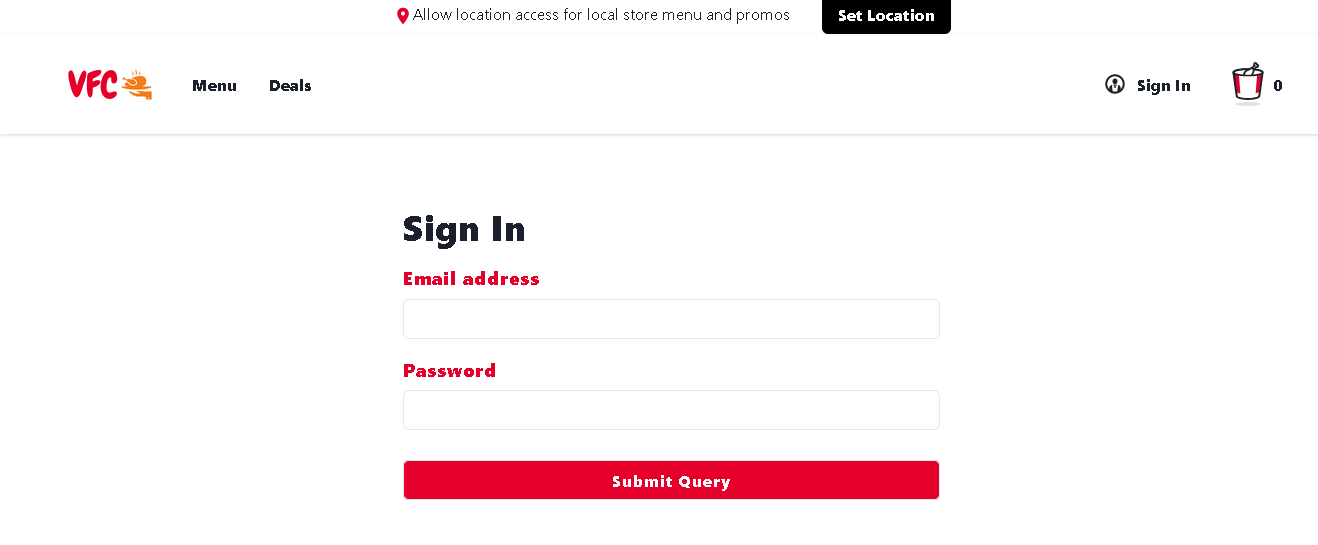 Allow location access for local store menu and promos
Set Location
VFC
Menu
Deals
Sign In
0
Sign In
Email address
Password
Submit Query